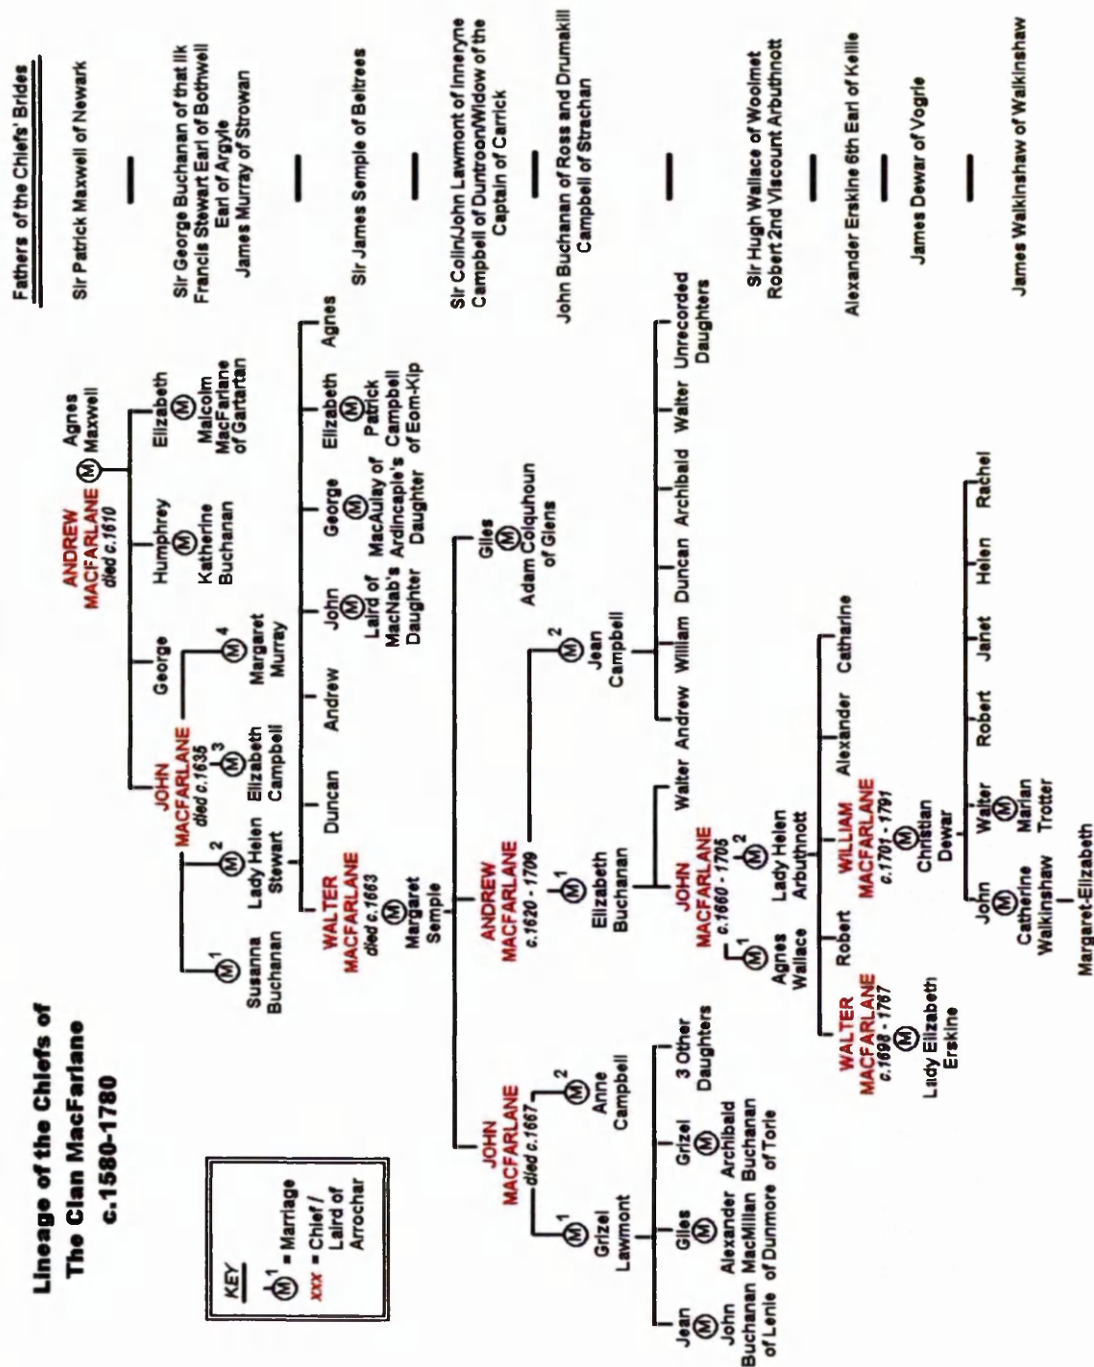 Lineage of the Chiefs of
The Clan MacFarlane
c.1580-1780
KEY
M 1 = Marriage
xxx = Chief /
Laird of
Arrochar
Fathers of the Chiefs' Brides
ANDREW
MACFARLANE
died c.1610
M
Agnes
Maxwell
Sir Patrick Maxwell of Newark
JOHN
MACFARLANE
died c.1635
George
Humphrey
M
Katherine
Buchanan
Elizabeth
M
Malcolm
MacFarlane
of Gartartan
M 1
Susanna
Buchanan
M 2
Lady Helen
Stewart
M 3
Elizabeth
Campbell
M 4
Margaret
Murray
Sir George Buchanan of that Ilk
Francis Stewart Earl of Bothwell
Earl of Argyle
James Murray of Strowan
WALTER
MACFARLANE
died c.1663
M
Margaret
Semple
Duncan
Andrew
John
M
Laird of
MacNab's
Daughter
George
M
MacAulay of
Ardincaple's
Daughter
Elizabeth
M
Patrick
Campbell
of Eom-Kip
Agnes
Sir James Semple of Beltrees
JOHN
MACFARLANE
died c.1667
M 1
Grizel
Lawmont
M 2
Anne
Campbell
ANDREW
MACFARLANE
c.1620 - 1709
M 1
Elizabeth
Buchanan
M 2
Jean
Campbell
Giles
M
Adam Colquhoun
of Glens
Sir Colin/John Lawmont of Inneryne
Campbell of Duntroon/Widow of the
Captain of Carrick
John Buchanan of Ross and Drumakill
Campbell of Strachan
Jean
M
John
Buchanan
of Lenie
Giles
M
Alexander
MacMillan
of Dunmore
Grizel
M
Archibald
Buchanan
of Torie
3 Other
Daughters
JOHN
MACFARLANE
c.1660 - 1705
Walter
Andrew
William
Duncan
Archibald
Walter
Unrecorded
Daughters
M 1
Agnes
Wallace
M 2
Lady Helen
Arbuthnott
Sir Hugh Wallace of Woolmet
Robert 2nd Viscount Arbuthnott
WALTER
MACFARLANE
c.1698 - 1767
M
Lady Elizabeth
Erskine
Robert
WILLIAM
MACFARLANE
c.1701 - 1791
M
Christian
Dewar
Alexander
Catharine
Alexander Erskine 6th Earl of Kellie
James Dewar of Vogrie
John
M
Catherine
Walkinshaw
Walter
M
Marian
Trotter
Robert
Janet
Helen
Rachel
James Walkinshaw of Walkinshaw
Margaret-Elizabeth